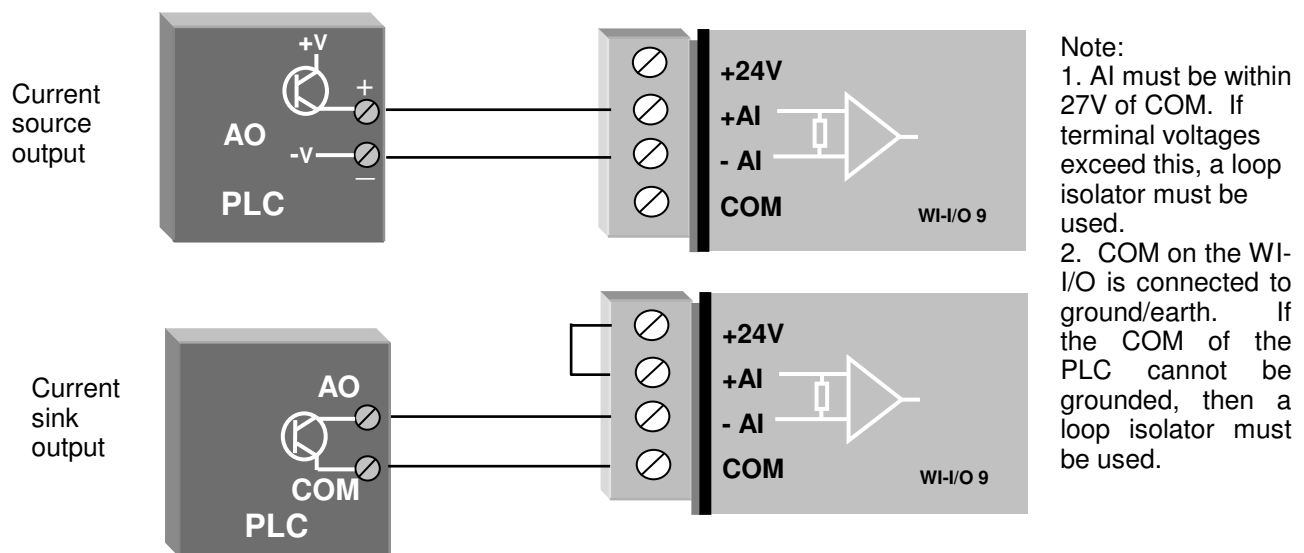 Current
source
output
+V
+
AO
-V
_
PLC
+24V
+AI
- AI
COM
WI-I/O 9
Current
sink
output
AO
COM
PLC
+24V
+AI
- AI
COM
WI-I/O 9
Note:
1. AI must be within
27V of COM. If
terminal voltages
exceed this, a loop
isolator must be
used.
2. COM on the WI-
I/O is connected to
ground/earth. If
the COM of the
PLC cannot be
grounded, then a
loop isolator must
be used.